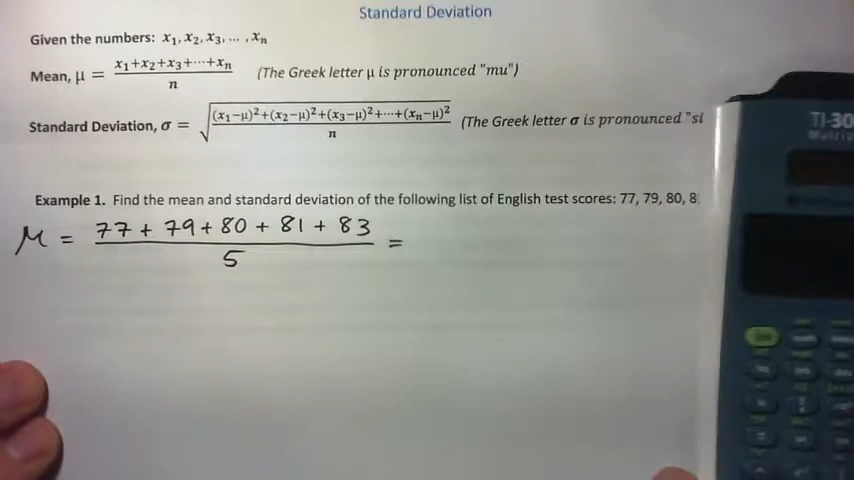 Standard Deviation
Given the numbers: x₁, x₂, x₃, ⋯ , xₙ
Mean, μ = (x₁+x₂+x₃+⋯+xₙ)/n (The Greek letter μ is pronounced "mu")
Standard Deviation, σ = √(((x₁−μ)²+(x₂−μ)²+(x₃−μ)²+⋯+(xₙ−μ)²)/n) (The Greek letter σ is pronounced "si
Example 1. Find the mean and standard deviation of the following list of English test scores: 77, 79, 80, 8
μ = (77 + 79 + 80 + 81 + 83)/5 =
TI-30